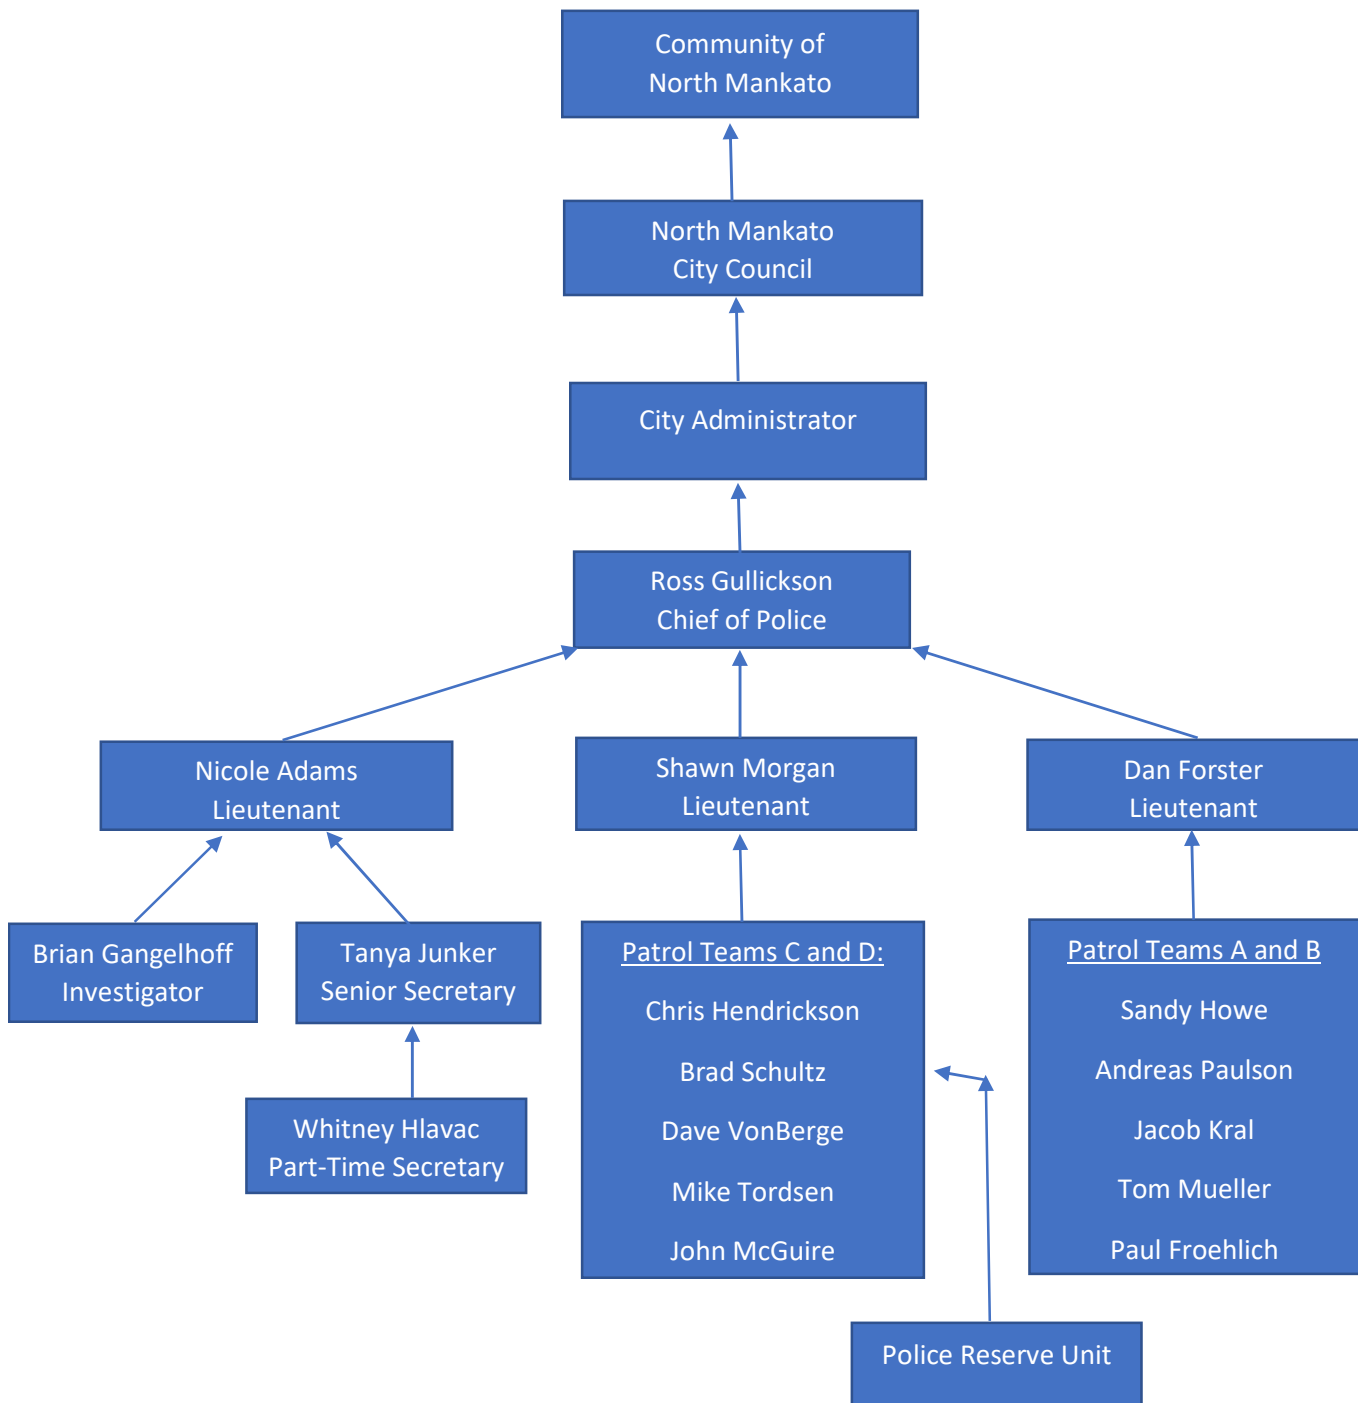 Community of
North Mankato
North Mankato
City Council
City Administrator
Ross Gullickson
Chief of Police
Nicole Adams
Lieutenant
Shawn Morgan
Lieutenant
Dan Forster
Lieutenant
Brian Gangelhoff
Investigator
Tanya Junker
Senior Secretary
Whitney Hlavac
Part-Time Secretary
Patrol Teams C and D:
Chris Hendrickson
Brad Schultz
Dave VonBerge
Mike Tordsen
John McGuire
Patrol Teams A and B
Sandy Howe
Andreas Paulson
Jacob Kral
Tom Mueller
Paul Froehlich
Police Reserve Unit